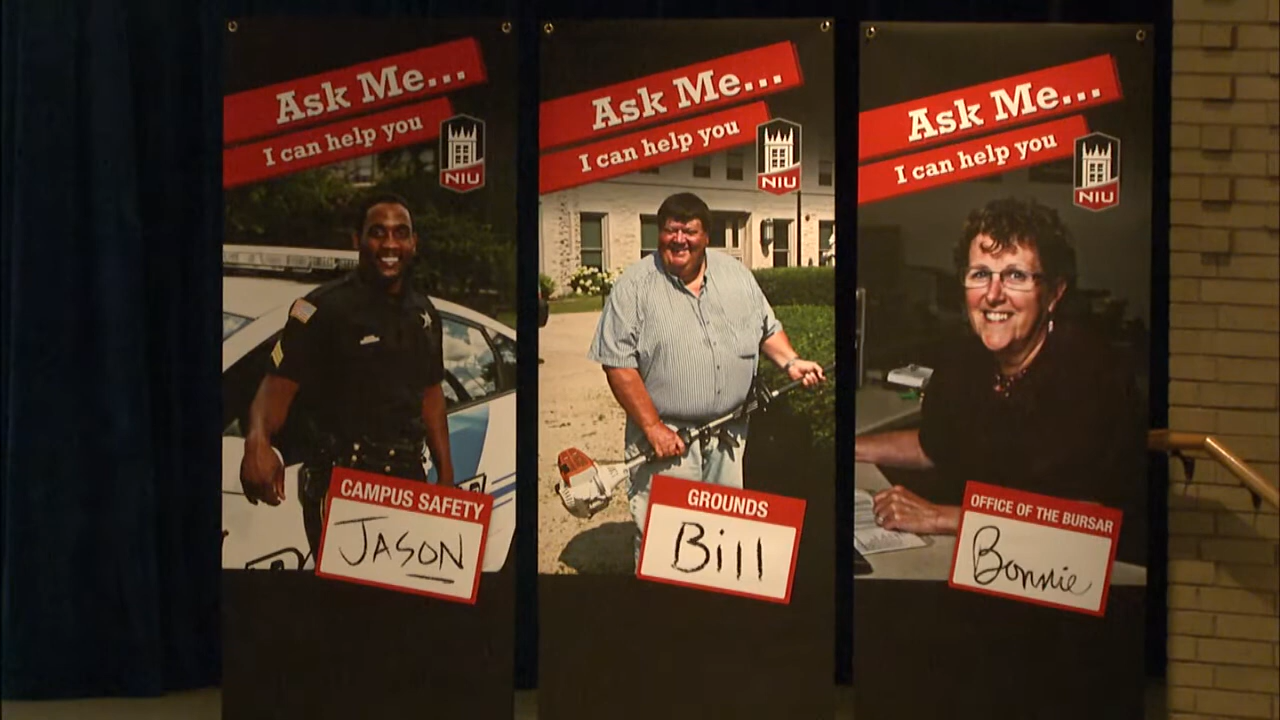 Ask Me...
I can help you
NIU
CAMPUS SAFETY
JASON
Ask Me...
I can help you
NIU
GROUNDS
Bill
Ask Me...
I can help you
NIU
OFFICE OF THE BURSAR
Bonnie